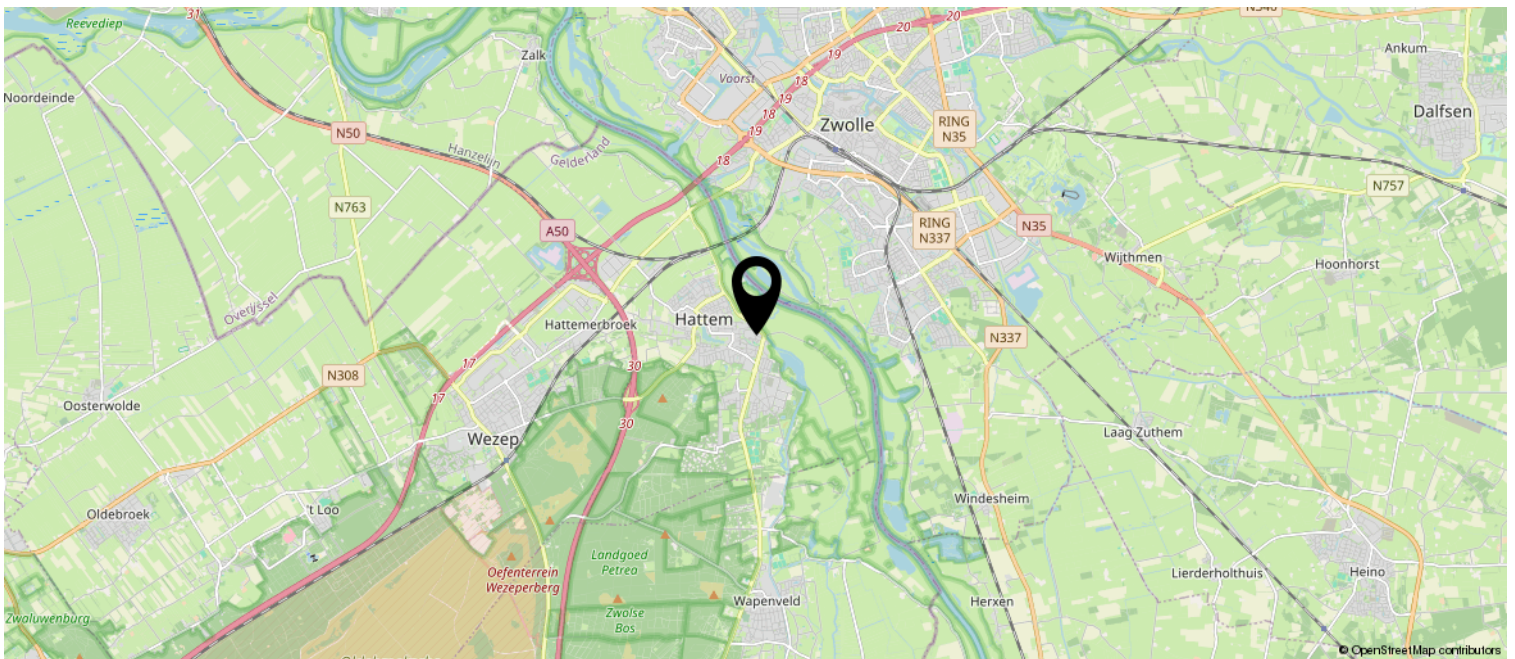 31
Reevediep
Zalk
20
20
N340
19
Ankum
Voorst
18
Noordeinde
19
18
Dalfsen
Zwolle
RING
N35
N50
19
Hanzelijn
Gelderland
18
N757
N763
A50
RING
N337
N35
Wijthmen
Hoonhorst
Overijssel
Hattemerbroek
Hattem
N337
17
30
N308
17
Oosterwolde
30
Wezep
Laag Zuthem
Windesheim
Oldebroek
't Loo
Landgoed
Petrea
Oefenterrein
Wezeperberg
Lierderholthuis
Heino
Zwolse
Bos
Wapenveld
Herxen
Zwaluwenburg
© OpenStreetMap contributors